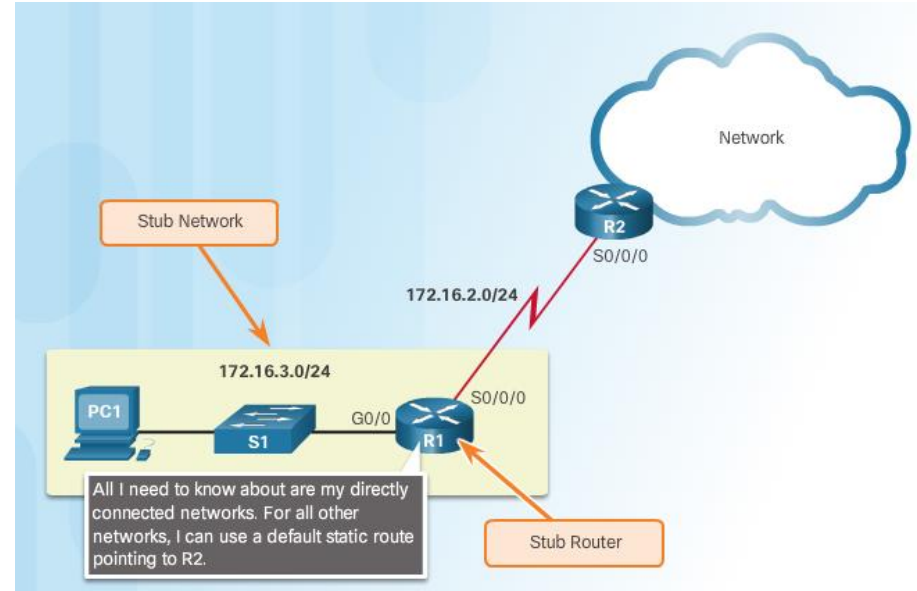 Network
Stub Network
R2
S0/0/0
172.16.2.0/24
172.16.3.0/24
S0/0/0
PC1
G0/0
S1
R1
All I need to know about are my directly
connected networks. For all other
networks, I can use a default static route
pointing to R2.
Stub Router